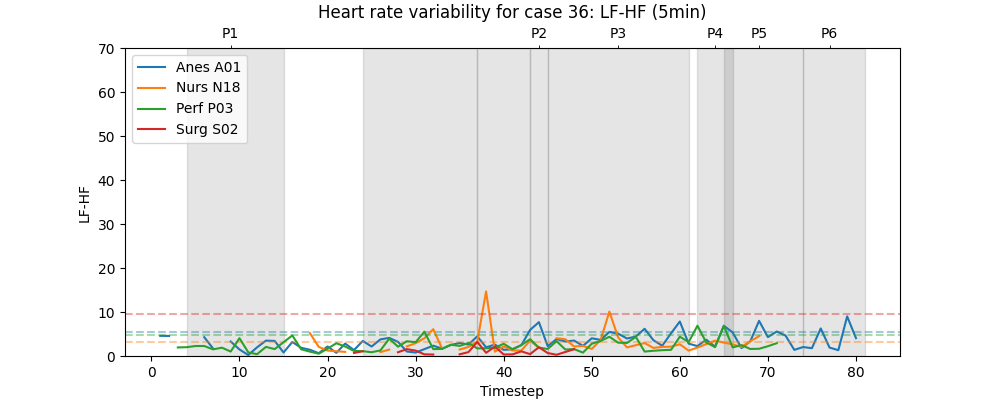 Heart rate variability for case 36: LF-HF (5min)
P1 P2 P3 P4 P5 P6
70
60
50
40
30
20
10
0
LF-HF
Anes A01
Nurs N18
Perf P03
Surg S02
0 10 20 30 40 50 60 70 80
Timestep